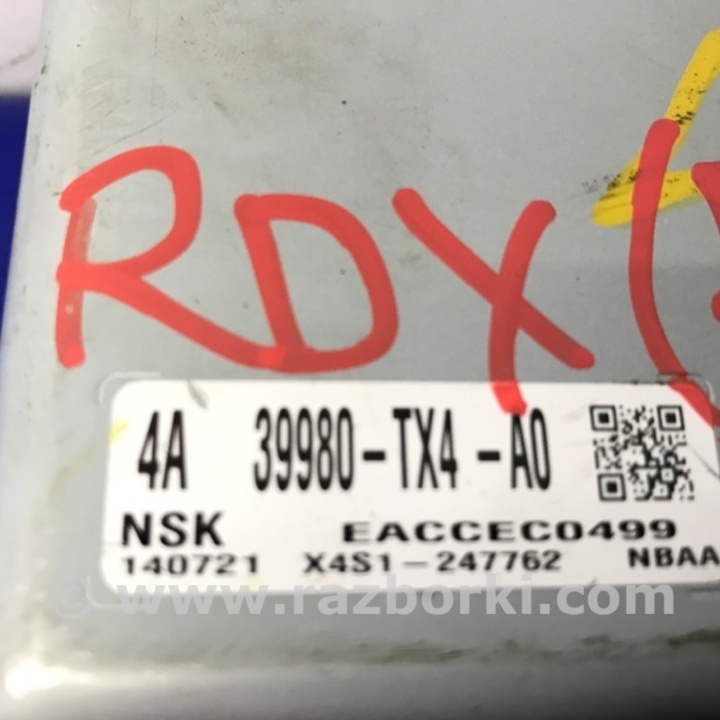 RDX (
4A 39980-TX4-A0
NSK EACCEC0499
140721 X4S1-247762 NBAA
© www.razborki.com